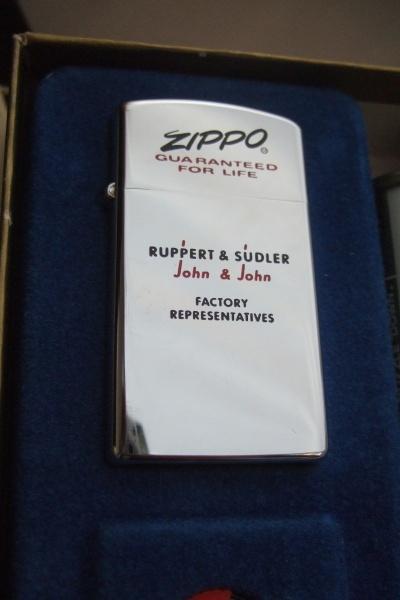 ZIPPO®
GUARANTEED
FOR LIFE
RUPPERT & SUDLER
John & John
FACTORY
REPRESENTATIVES